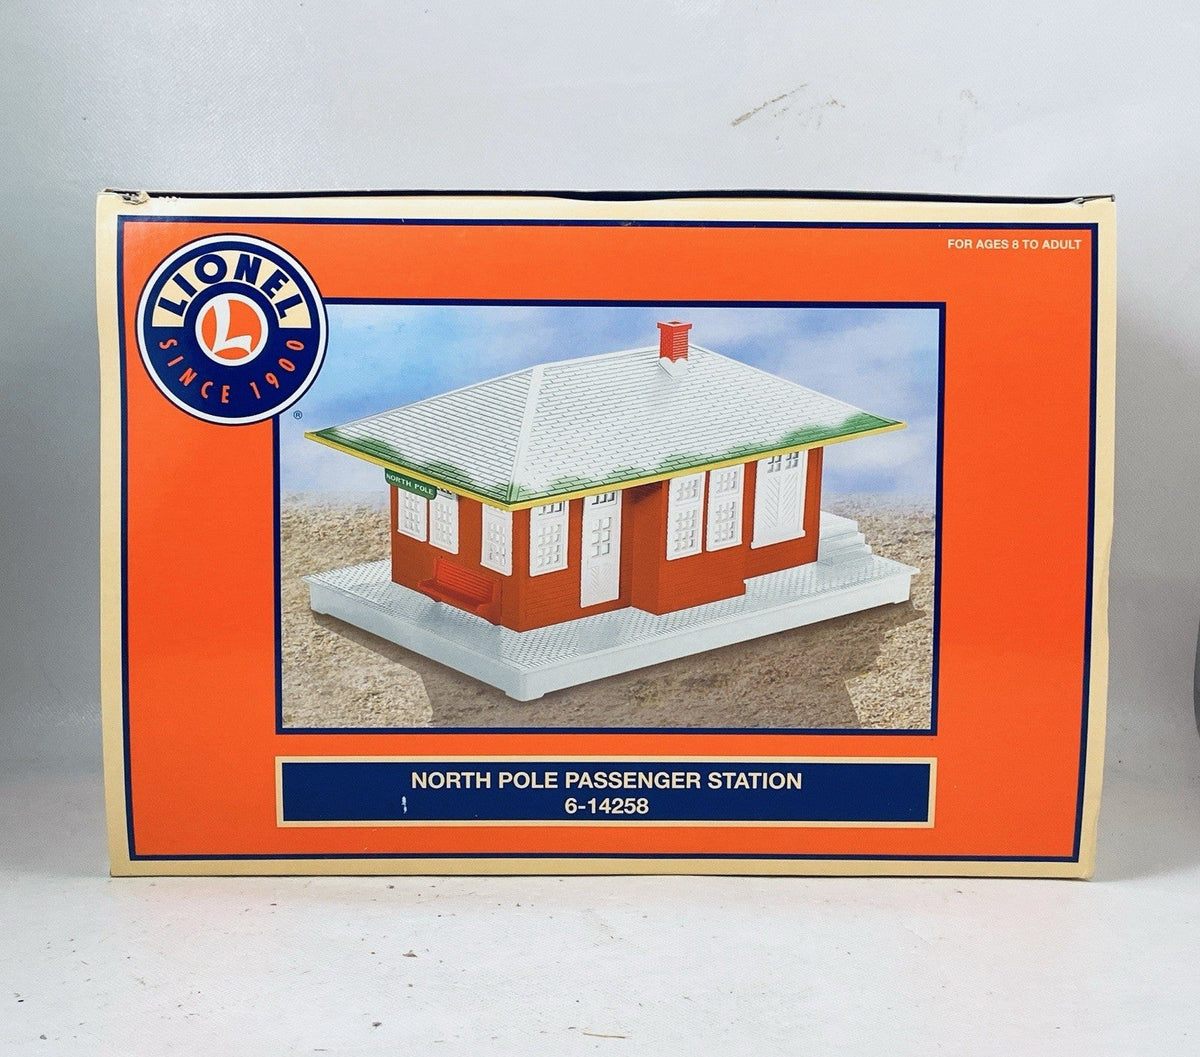 FOR AGES 8 TO ADULT
LIONEL
L
SINCE 1900
®
NORTH POLE
NORTH POLE PASSENGER STATION
6-14258